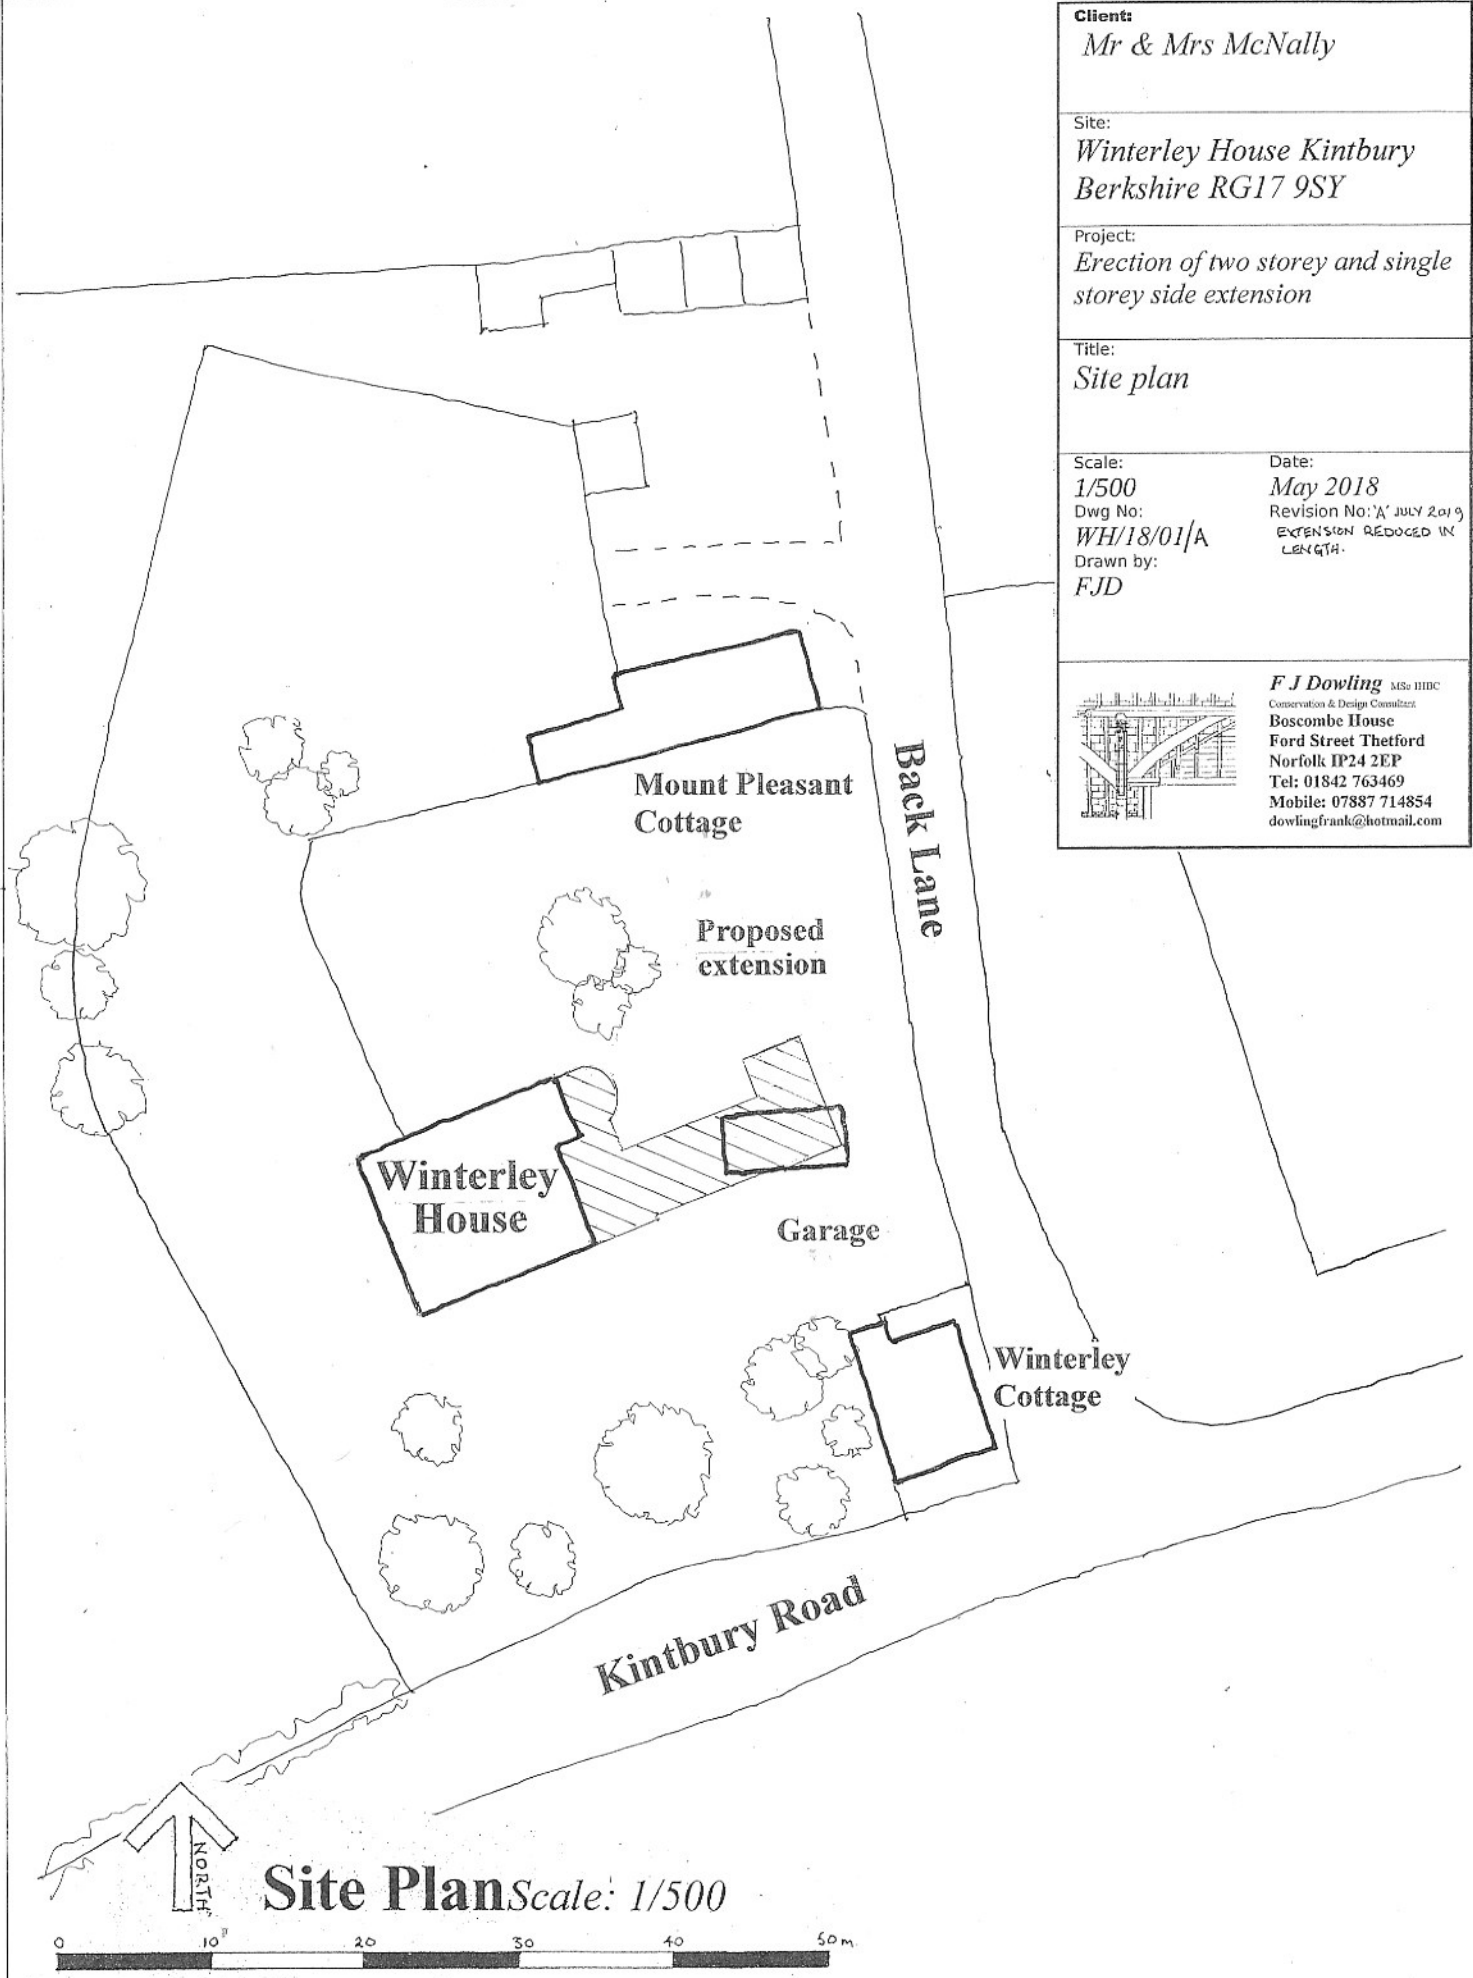 Client:
Mr & Mrs McNally
Site:
Winterley House Kintbury
Berkshire RG17 9SY
Project:
Erection of two storey and single
storey side extension
Title:
Site plan
Scale:
1/500
Date:
May 2018
Dwg No:
WH/18/01/A
Revision No: 'A' JULY 2019
EXTENSION REDUCED IN
LENGTH.
Drawn by:
FJD
F J Dowling MSc IHBC
Conservation & Design Consultant
Boscombe House
Ford Street Thetford
Norfolk IP24 2EP
Tel: 01842 763469
Mobile: 07887 714854
dowlingfrank@hotmail.com
Mount Pleasant
Cottage
Back Lane
Proposed
extension
Winterley
House
Garage
Winterley
Cottage
Kintbury Road
NORTH
Site Plan Scale: 1/500
0 10 20 30 40 50m